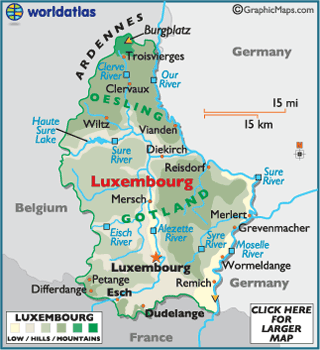 worldatlas
©GraphicMaps.com
ARDENNES
Burgplatz
Troisvierges
Germany
Clerve
River
Our
River
Clervaux
OESLING
15 mi
15 km
Wiltz
Vianden
Haute
Sure
Lake
Sure
River
Diekirch
Reisdorf
Sure
River
Luxembourg
Mersch
Belgium
GOTLAND
Merlert
Grevenmacher
Eisch
River
Alezette
River
Syre
River
Moselle
River
Luxembourg
Wormeldange
Petange
Remich
Differdange
Esch
Germany
Dudelange
LUXEMBOURG
LOW / HILLS / MOUNTAINS
France
CLICK HERE
FOR
LARGER
MAP